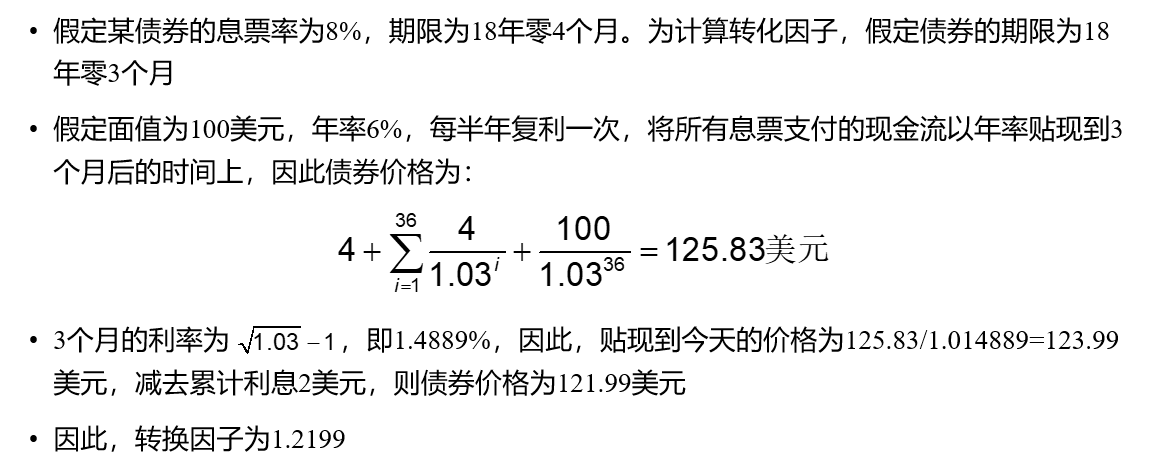 • 假定某债券的息票率为8%，期限为18年零4个月。为计算转化因子，假定债券的期限为18
年零3个月
• 假定面值为100美元，年率6%，每半年复利一次，将所有息票支付的现金流以年率贴现到3
个月后的时间上，因此债券价格为：
4 + \sum_{i=1}^{36} \frac{4}{1.03^i} + \frac{100}{1.03^{36}} = 125.83美元
• 3个月的利率为 \sqrt{1.03} − 1，即1.4889%，因此，贴现到今天的价格为125.83/1.014889=123.99
美元，减去累计利息2美元，则债券价格为121.99美元
• 因此，转换因子为1.2199